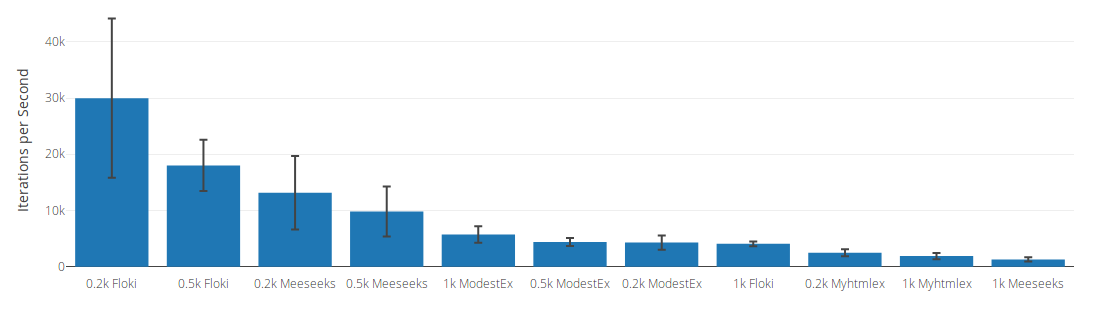 Iterations per Second
40k
30k
20k
10k
0
0.2k Floki
0.5k Floki
0.2k Meeseeks
0.5k Meeseeks
1k ModestEx
0.5k ModestEx
0.2k ModestEx
1k Floki
0.2k Myhtmlex
1k Myhtmlex
1k Meeseeks